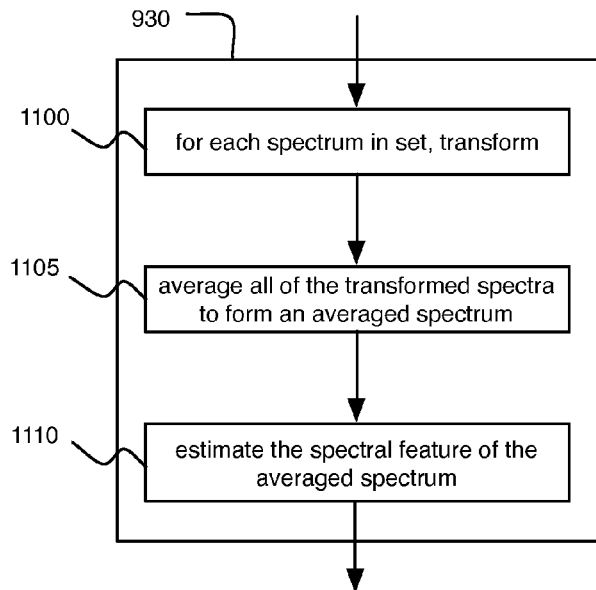 930
1100
for each spectrum in set, transform
1105
average all of the transformed spectra
to form an averaged spectrum
1110
estimate the spectral feature of the
averaged spectrum